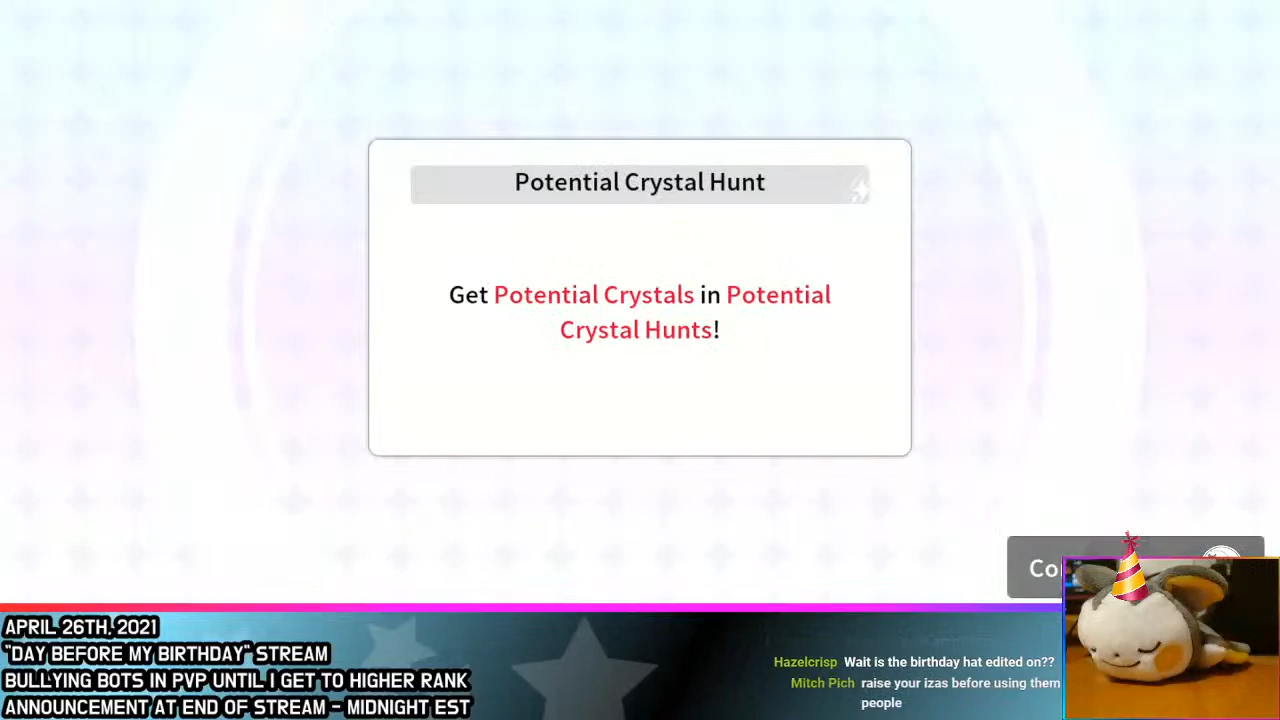 Potential Crystal Hunt
Get Potential Crystals in Potential
Crystal Hunts!
APRIL 26TH, 2021
"DAY BEFORE MY BIRTHDAY" STREAM
BULLYING BOTS IN PVP UNTIL I GET TO HIGHER RANK
ANNOUNCEMENT AT END OF STREAM - MIDNIGHT EST
Hazelcrisp Wait is the birthday hat edited on??
Mitch Pich raise your izas before using them
people